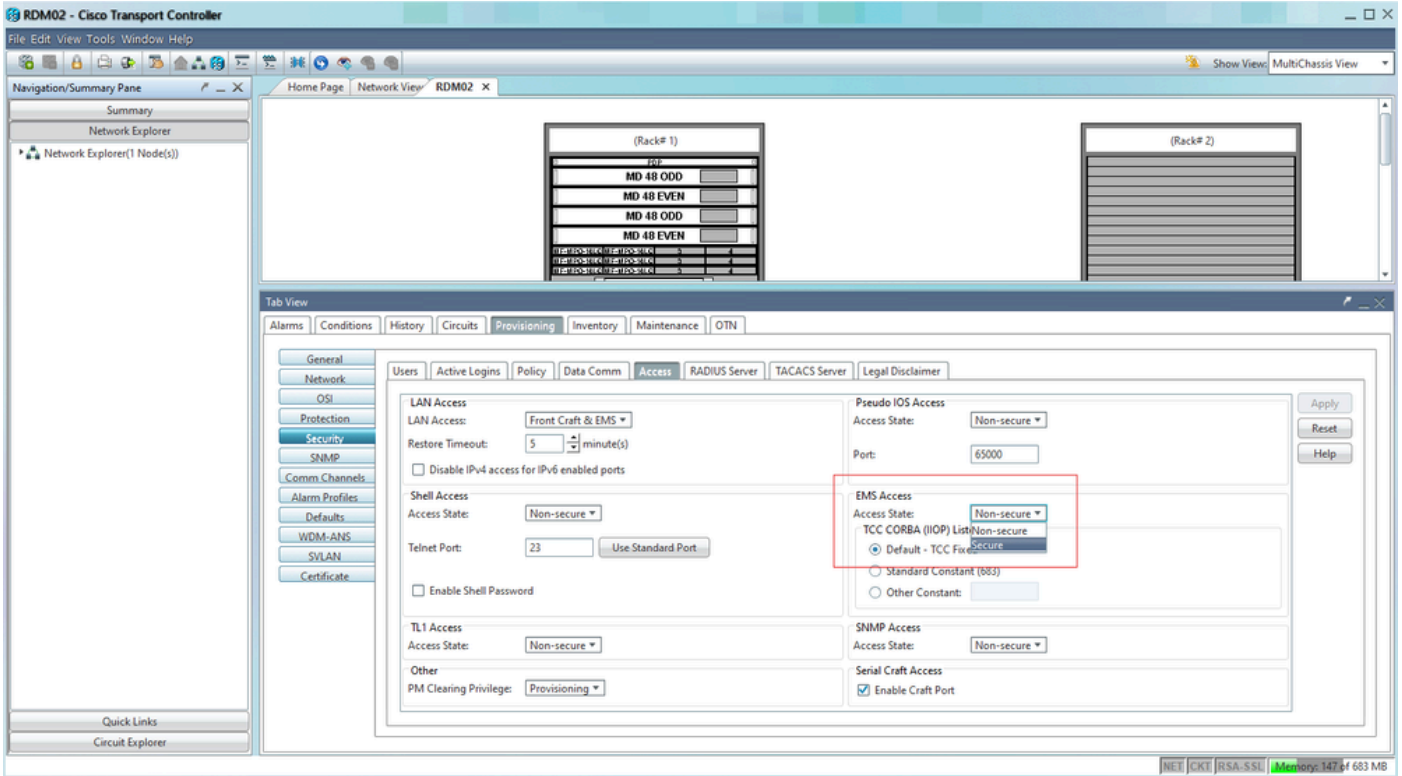 RDM02 - Cisco Transport Controller
File Edit View Tools Window Help
Show View: MultiChassis View
Navigation/Summary Pane
Home Page Network View RDM02
Summary
Network Explorer
Network Explorer(1 Node(s))
(Rack# 1)
(Rack# 2)
PDP
MD 48 ODD
MD 48 EVEN
MD 48 ODD
MD 48 EVEN
Tab View
Alarms Conditions History Circuits Provisioning Inventory Maintenance OTN
General
Network
OSI
Protection
Security
SNMP
Comm Channels
Alarm Profiles
Defaults
WDM-ANS
SVLAN
Certificate
Users Active Logins Policy Data Comm Access RADIUS Server TACACS Server Legal Disclaimer
LAN Access
LAN Access: Front Craft & EMS
Restore Timeout: 5 minute(s)
Disable IPv4 access for IPv6 enabled ports
Pseudo IOS Access
Access State: Non-secure
Port: 65000
Apply
Reset
Help
Shell Access
Access State: Non-secure
Telnet Port: 23 Use Standard Port
Enable Shell Password
EMS Access
Access State: Non-secure
Non-secure
Secure
TCC CORBA (IIOP) List
Default - TCC Fixe
Standard Constant (683)
Other Constant:
TL1 Access
Access State: Non-secure
SNMP Access
Access State: Non-secure
Other
PM Clearing Privilege: Provisioning
Serial Craft Access
Enable Craft Port
Quick Links
Circuit Explorer
NET CKT RSA-SSL Memory: 147 of 683 MB